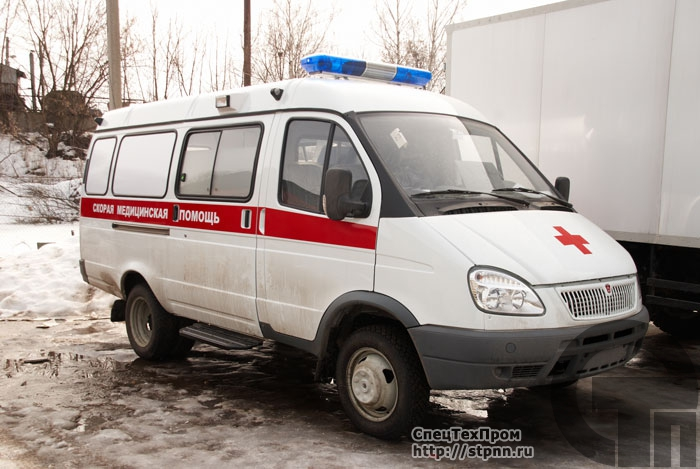 СКОРАЯ МЕДИЦИНСКАЯ ПОМОЩЬ
СпецТехПром
http://stpnn.ru